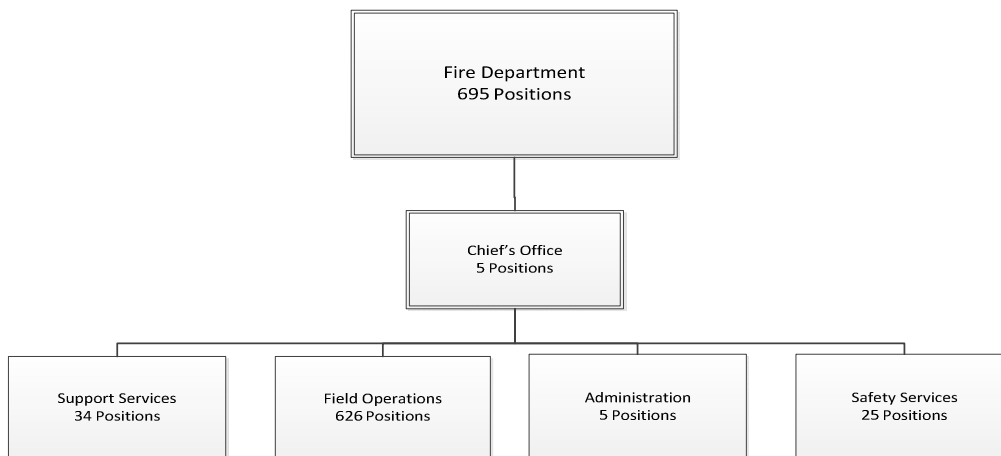 Fire Department
695 Positions
Chief's Office
5 Positions
Support Services
34 Positions
Field Operations
626 Positions
Administration
5 Positions
Safety Services
25 Positions